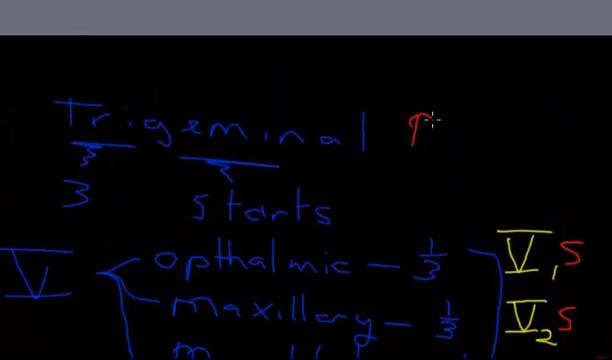 Trigeminal
3 starts
V opthalmic - 1/3 V1 S
maxillary - 1/3 V2 S